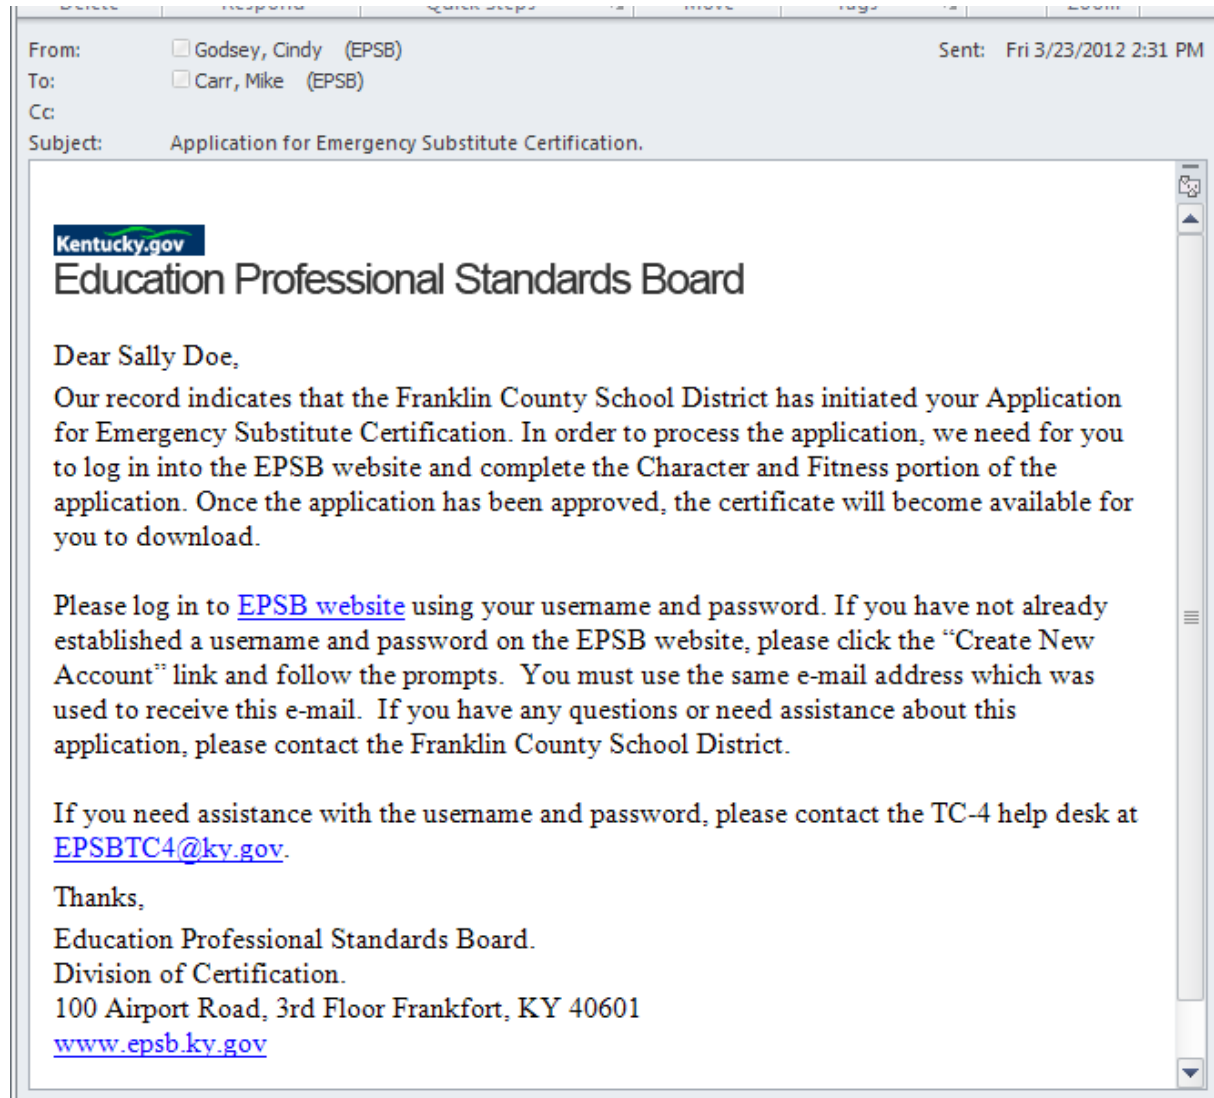 Delete Respond Quick Steps Move Tags Zoom
From: Godsey, Cindy (EPSB) Sent: Fri 3/23/2012 2:31 PM
To: Carr, Mike (EPSB)
Cc:
Subject: Application for Emergency Substitute Certification.
Kentucky.gov
Education Professional Standards Board
Dear Sally Doe,
Our record indicates that the Franklin County School District has initiated your Application
for Emergency Substitute Certification. In order to process the application, we need for you
to log in into the EPSB website and complete the Character and Fitness portion of the
application. Once the application has been approved, the certificate will become available for
you to download.
Please log in to EPSB website using your username and password. If you have not already
established a username and password on the EPSB website, please click the “Create New
Account” link and follow the prompts.  You must use the same e-mail address which was
used to receive this e-mail.  If you have any questions or need assistance about this
application, please contact the Franklin County School District.
If you need assistance with the username and password, please contact the TC-4 help desk at
EPSBTC4@ky.gov.
Thanks,
Education Professional Standards Board.
Division of Certification.
100 Airport Road, 3rd Floor Frankfort, KY 40601
www.epsb.ky.gov